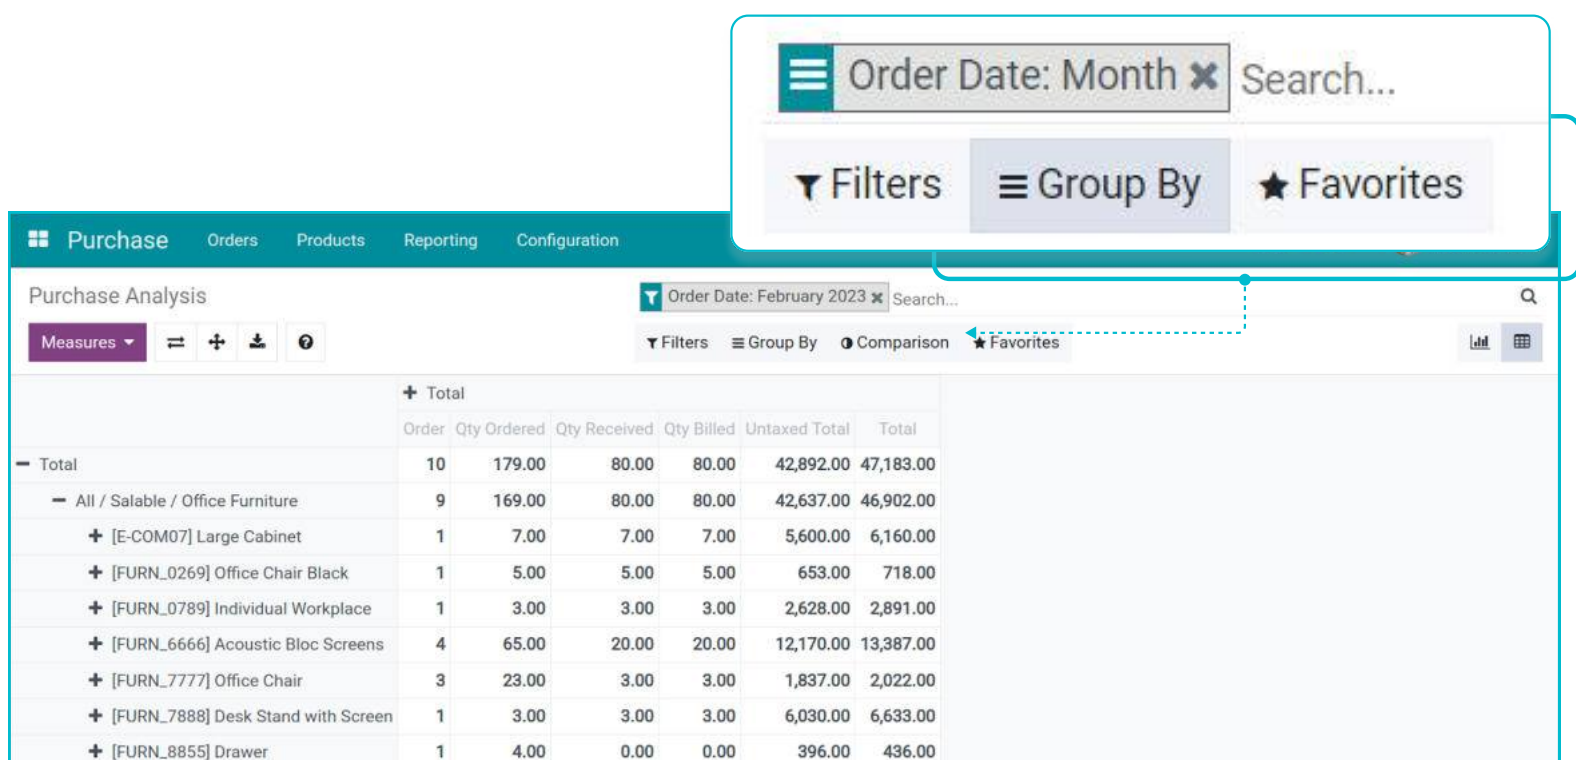 Order Date: Month Search...
Filters Group By Favorites
Purchase Orders Products Reporting Configuration
Purchase Analysis Order Date: February 2023 Search...
Measures Filters Group By Comparison Favorites
Total
Order Qty Ordered Qty Received Qty Billed Untaxed Total Total
Total 10 179.00 80.00 80.00 42,892.00 47,183.00
All / Salable / Office Furniture 9 169.00 80.00 80.00 42,637.00 46,902.00
[E-COM07] Large Cabinet 1 7.00 7.00 7.00 5,600.00 6,160.00
[FURN_0269] Office Chair Black 1 5.00 5.00 5.00 653.00 718.00
[FURN_0789] Individual Workplace 1 3.00 3.00 3.00 2,628.00 2,891.00
[FURN_6666] Acoustic Bloc Screens 4 65.00 20.00 20.00 12,170.00 13,387.00
[FURN_7777] Office Chair 3 23.00 3.00 3.00 1,837.00 2,022.00
[FURN_7888] Desk Stand with Screen 1 3.00 3.00 3.00 6,030.00 6,633.00
[FURN_8855] Drawer 1 4.00 0.00 0.00 396.00 436.00